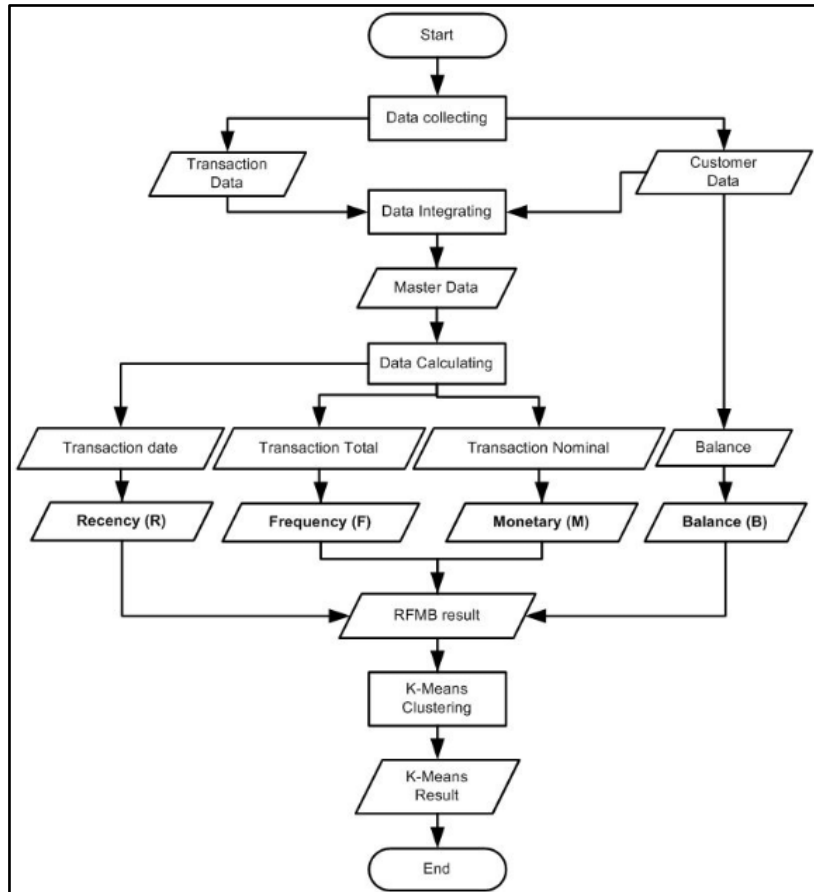 Start
Data collecting
Transaction
Data
Customer
Data
Data Integrating
Master Data
Data Calculating
Transaction date
Transaction Total
Transaction Nominal
Balance
Recency (R)
Frequency (F)
Monetary (M)
Balance (B)
RFMB result
K-Means
Clustering
K-Means
Result
End